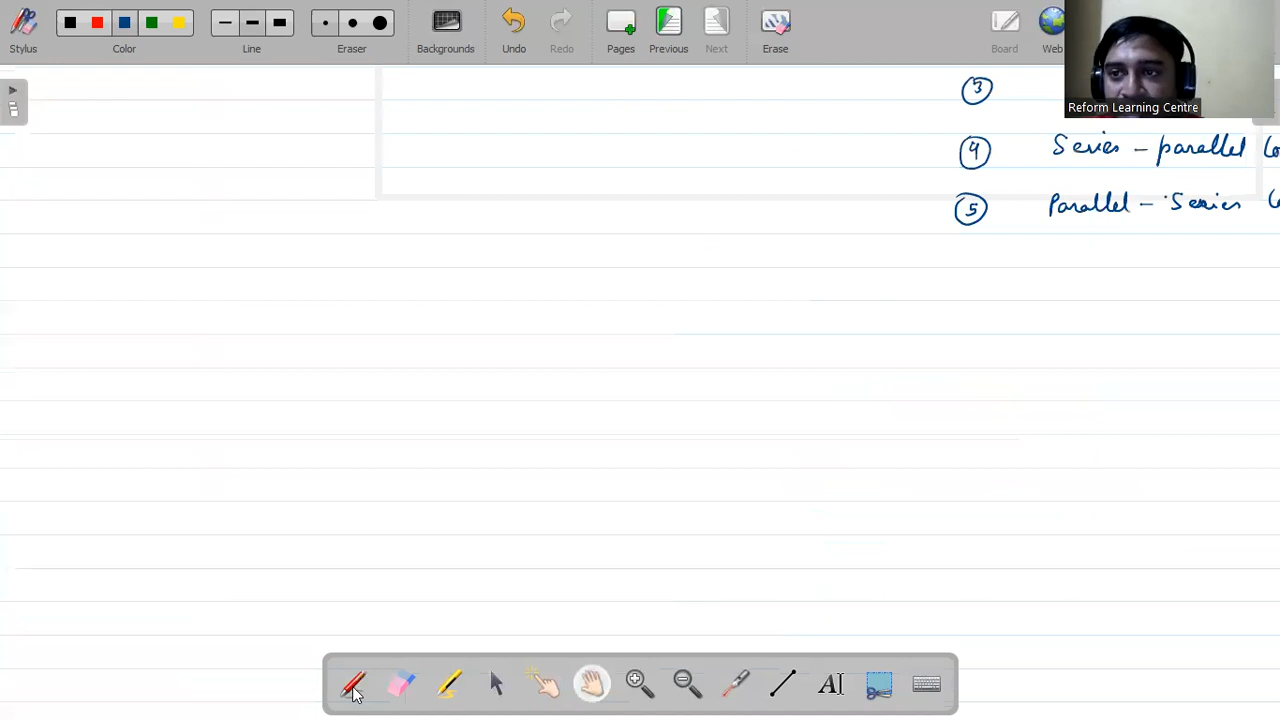 Stylus Color Line Eraser Backgrounds Undo Redo Pages Previous Next Erase Board Web
Reform Learning Centre
3
4 Series - parallel
5 Parallel - Series
AI